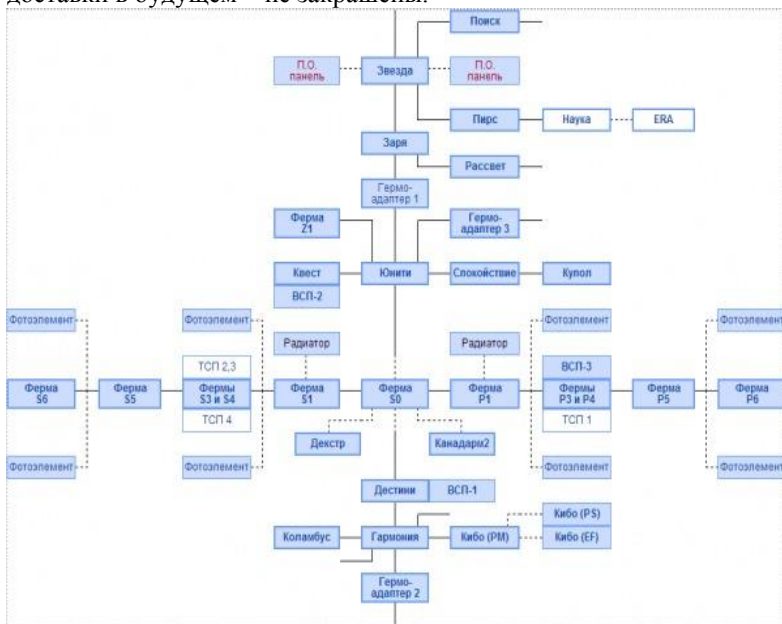 доставки в будущем – не закрашены.
Поиск
П.О.
панель
Звезда
П.О.
панель
Пирс
Наука
ERA
Заря
Рассвет
Гермо-
адаптер 1
Ферма
Z1
Гермо-
адаптер 3
Квест
Юнити
Спокойствие
Купол
ВСП-2
Фотоэлемент
Фотоэлемент
Фотоэлемент
Фотоэлемент
Радиатор
Радиатор
ТСП 2,3
ВСП-3
Ферма
S6
Ферма
S5
Фермы
S3 и S4
Ферма
S1
Ферма
S0
Ферма
P1
Фермы
P3 и P4
Ферма
P5
Ферма
P6
ТСП 4
ТСП 1
Декстр
Канадарм2
Фотоэлемент
Фотоэлемент
Фотоэлемент
Фотоэлемент
Дестини
ВСП-1
Кибо (PS)
Коламбус
Гармония
Кибо (PM)
Кибо (EF)
Гермо-
адаптер 2